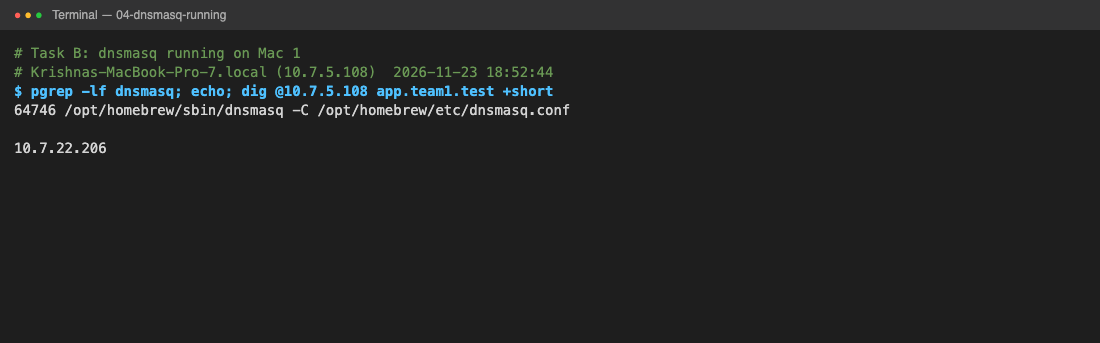 Terminal — 04-dnsmasq-running
# Task B: dnsmasq running on Mac 1
# Krishnas-MacBook-Pro-7.local (10.7.5.108)  2026-11-23 18:52:44
$ pgrep -lf dnsmasq; echo; dig @10.7.5.108 app.team1.test +short
64746 /opt/homebrew/sbin/dnsmasq -C /opt/homebrew/etc/dnsmasq.conf
10.7.22.206